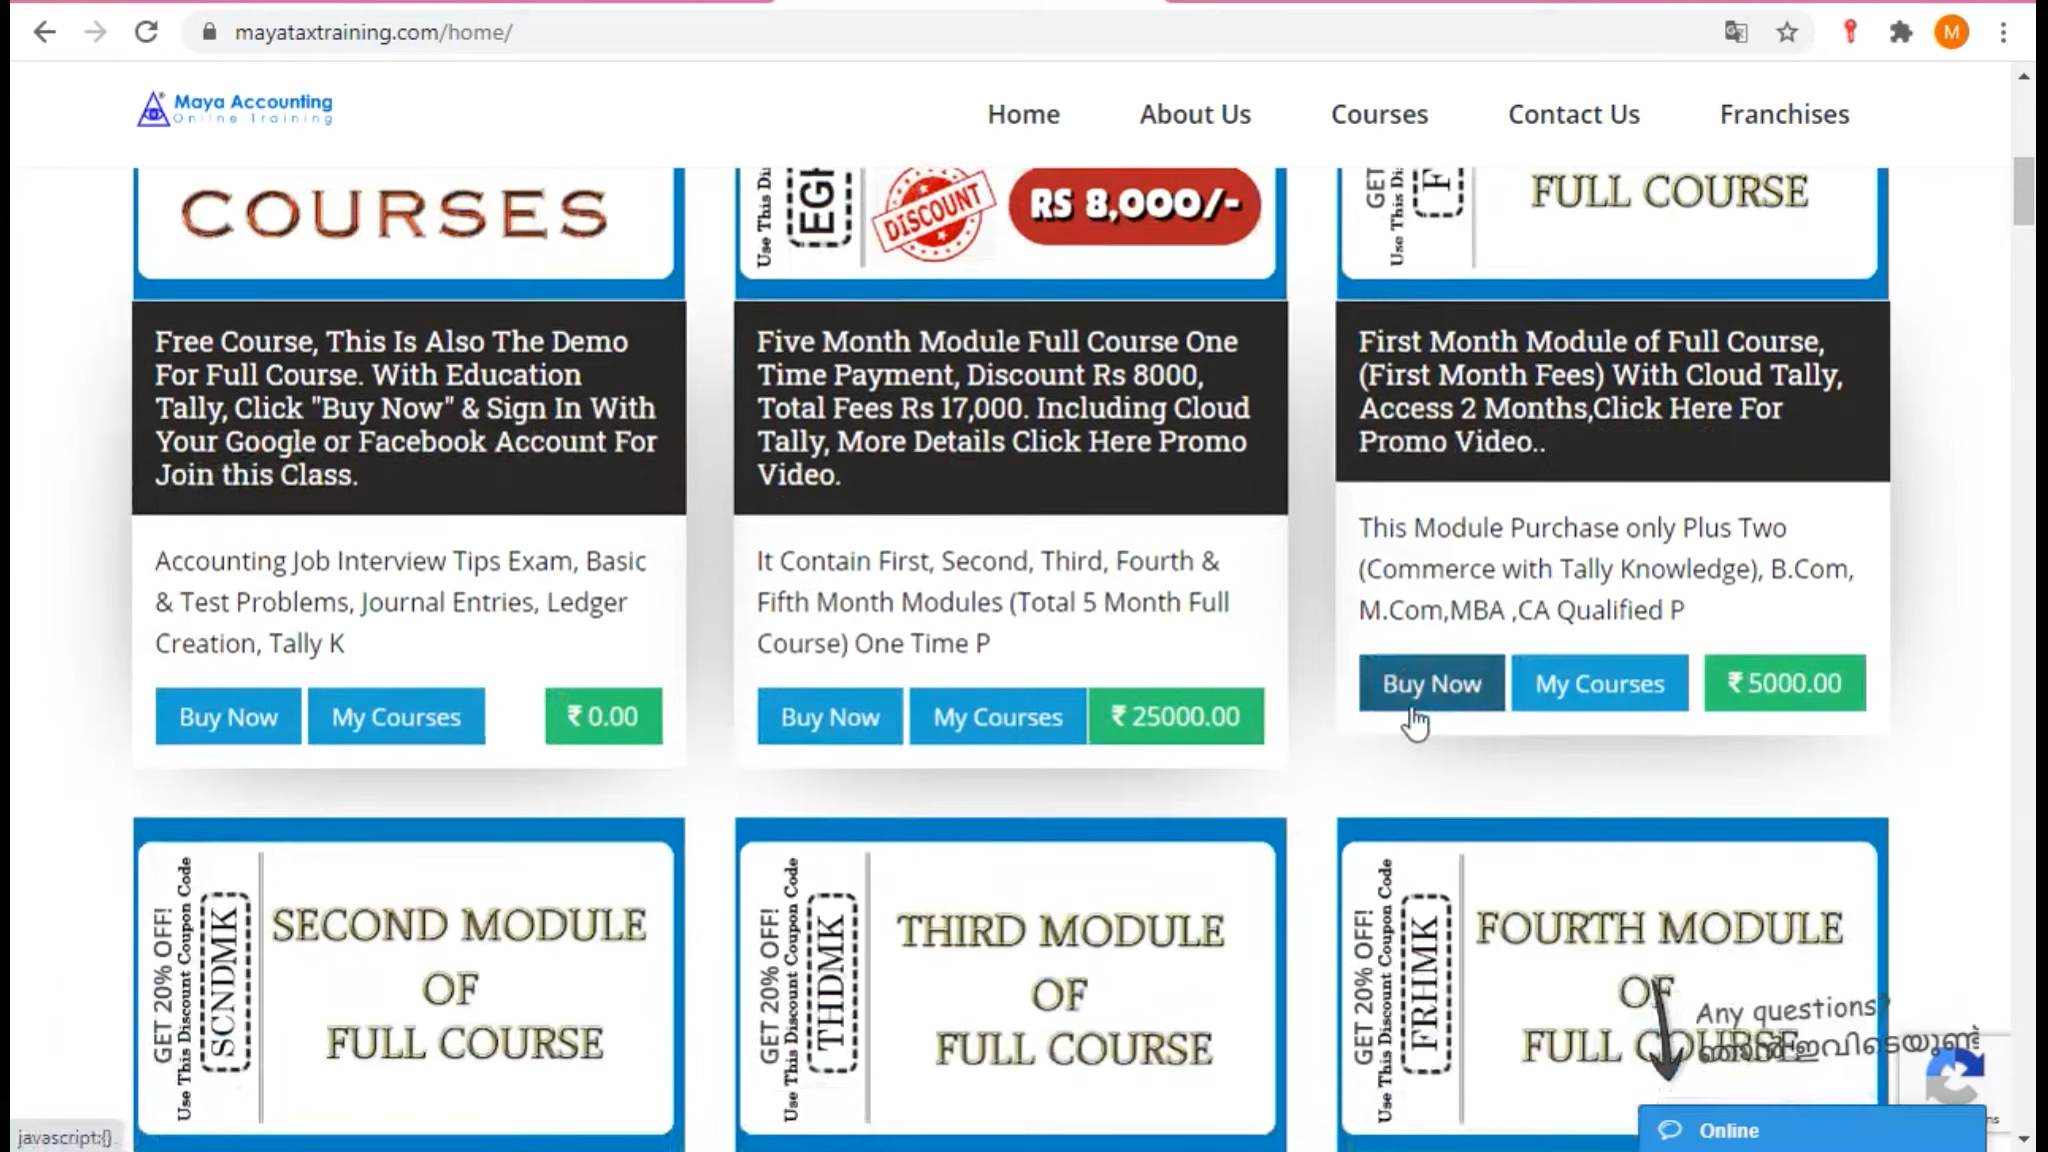 mayataxtraining.com/home/
M
Maya Accounting
Online Training
Home
About Us
Courses
Contact Us
Franchises
COURSES
Use This Di
EGH
DISCOUNT
RS 8,000/-
GET
Use This Di
F
FULL COURSE
Free Course, This Is Also The Demo
For Full Course. With Education
Tally, Click "Buy Now" & Sign In With
Your Google or Facebook Account For
Join this Class.
Accounting Job Interview Tips Exam, Basic
& Test Problems, Journal Entries, Ledger
Creation, Tally K
Buy Now
My Courses
₹ 0.00
Five Month Module Full Course One
Time Payment, Discount Rs 8000,
Total Fees Rs 17,000. Including Cloud
Tally, More Details Click Here Promo
Video.
It Contain First, Second, Third, Fourth &
Fifth Month Modules (Total 5 Month Full
Course) One Time P
Buy Now
My Courses
₹ 25000.00
First Month Module of Full Course,
(First Month Fees) With Cloud Tally,
Access 2 Months,Click Here For
Promo Video..
This Module Purchase only Plus Two
(Commerce with Tally Knowledge), B.Com,
M.Com,MBA ,CA Qualified P
Buy Now
My Courses
₹ 5000.00
GET 20% OFF!
Use This Discount Coupon Code
SCNDMK
SECOND MODULE
OF
FULL COURSE
GET 20% OFF!
Use This Discount Coupon Code
THDMK
THIRD MODULE
OF
FULL COURSE
GET 20% OFF!
Use This Discount Coupon Code
FRHMK
FOURTH MODULE
OF
FULL COURSE
Any questions?
ഞാൻ ഇവിടെയുണ്ട്
Online
javascript:{}